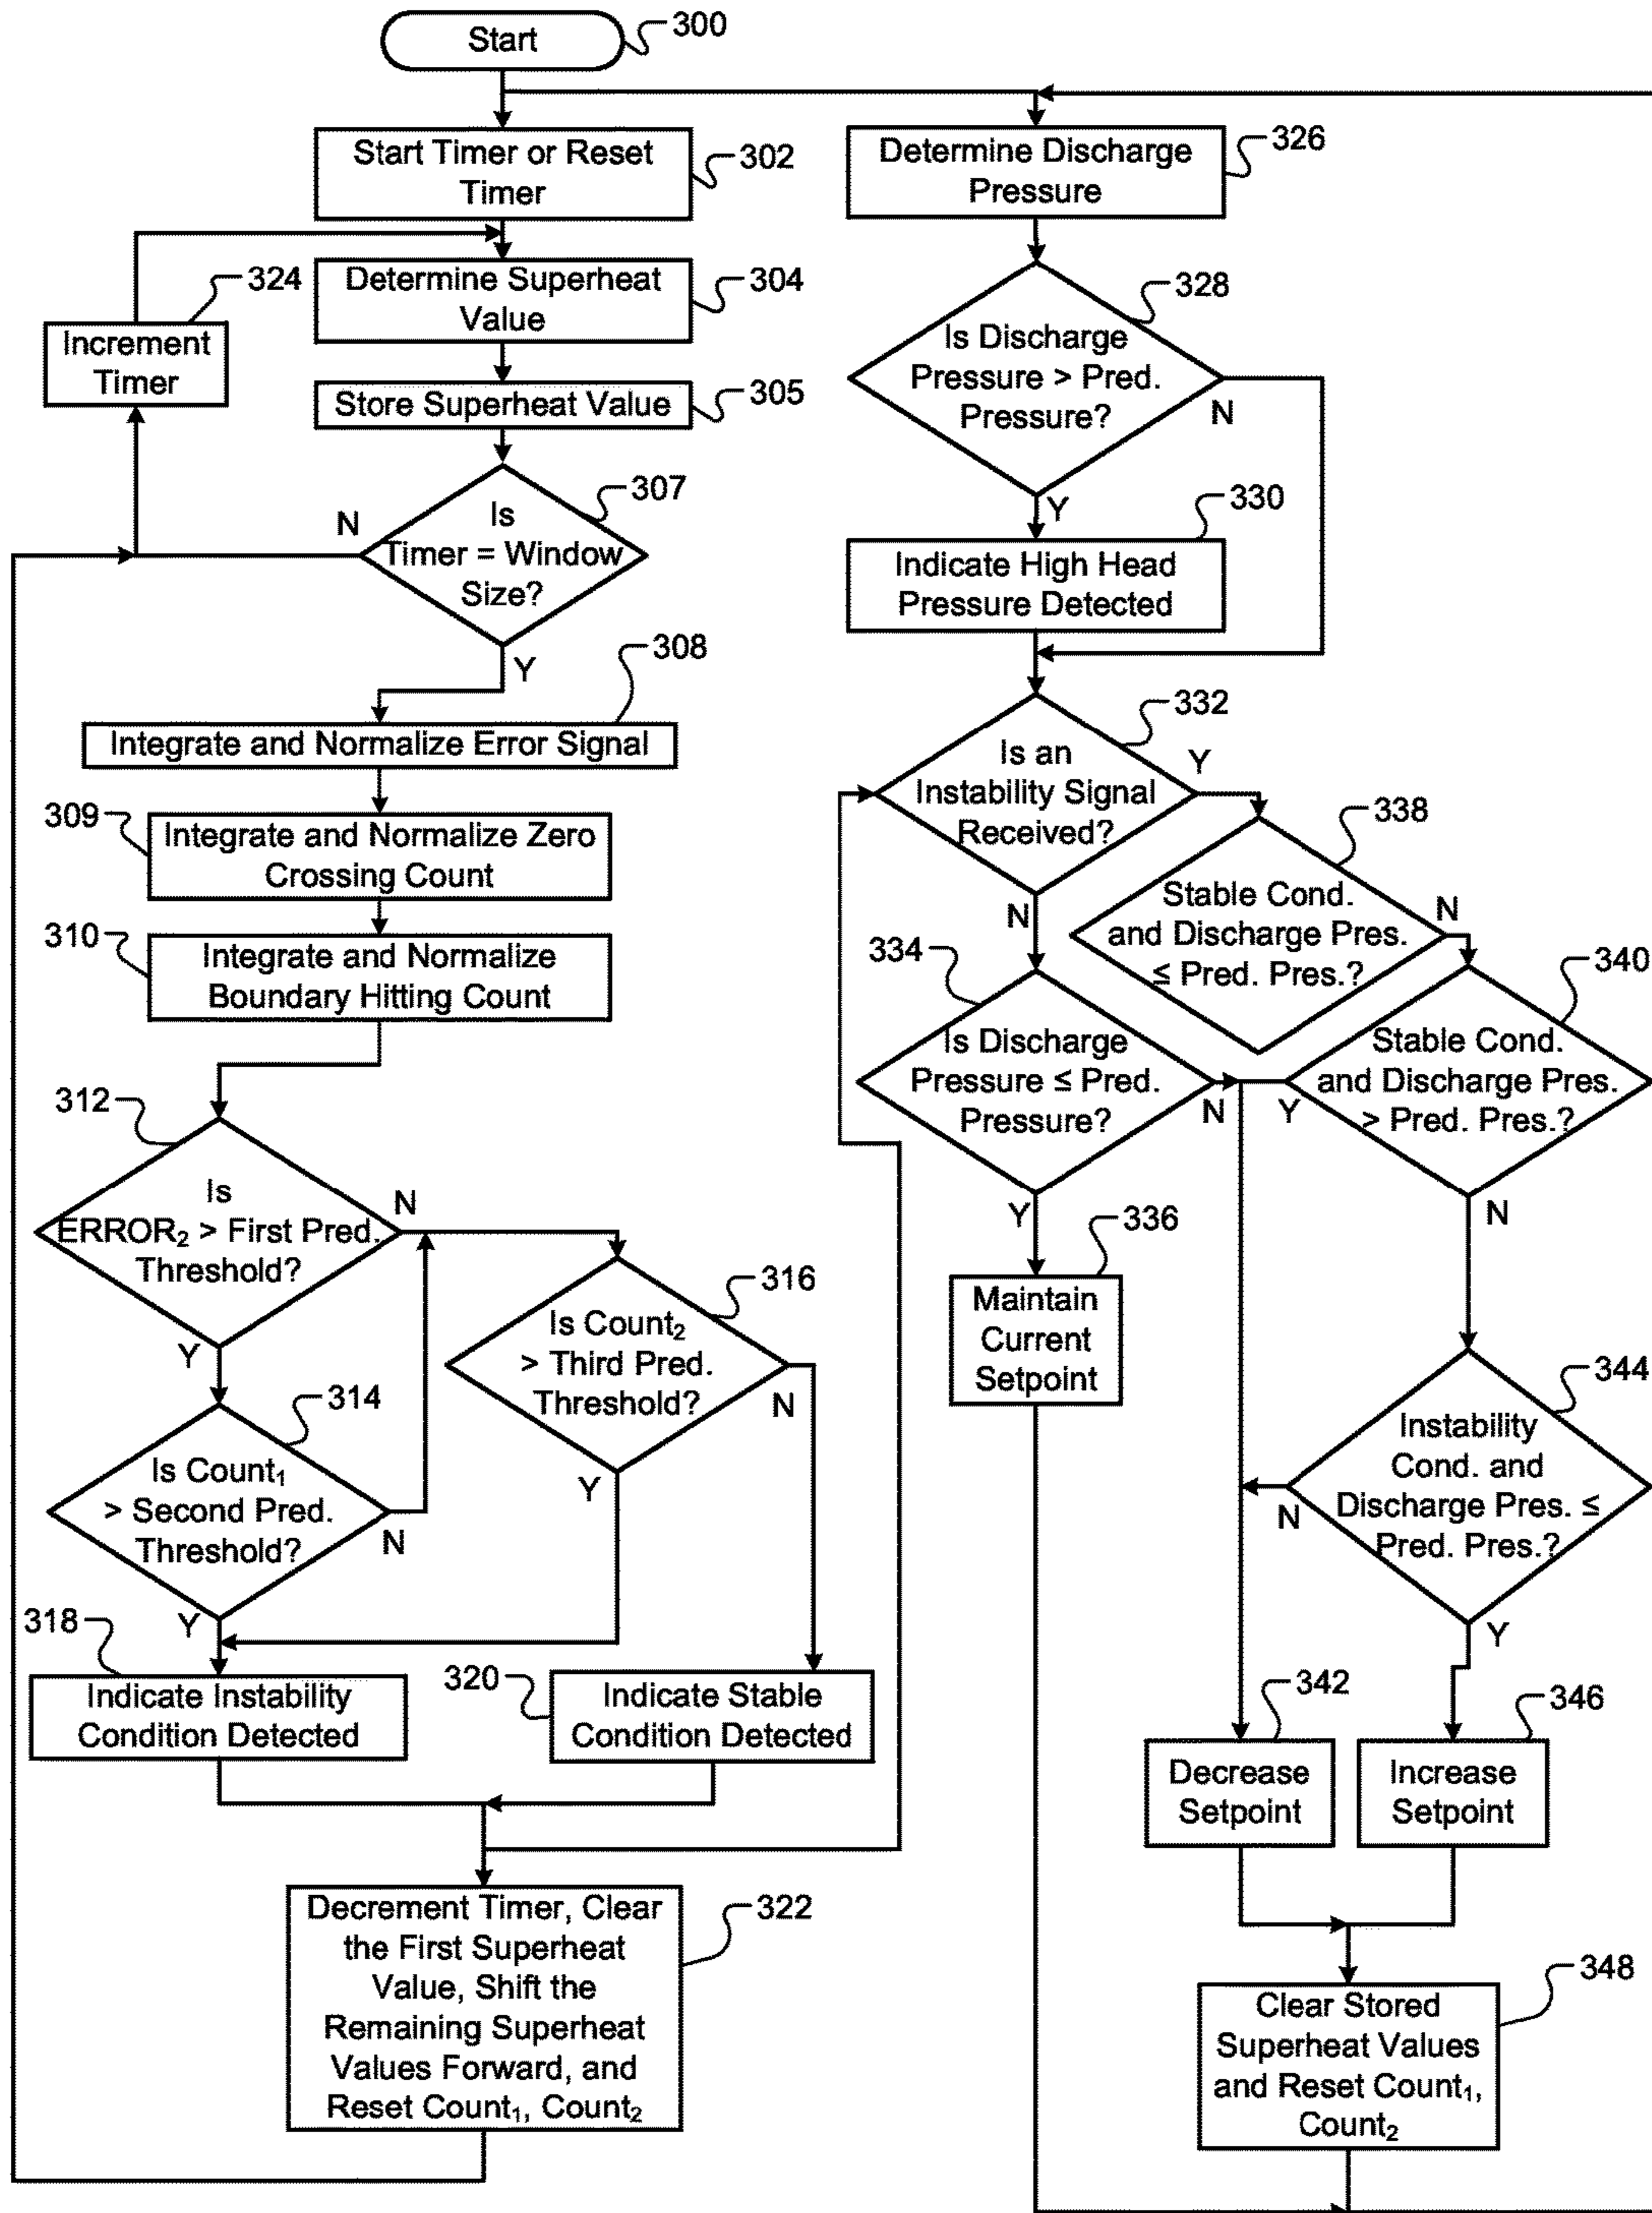 Start
300
Start Timer or Reset
Timer
302
Determine Superheat
Value
304
324
Increment
Timer
Store Superheat Value
305
Is
Timer = Window
Size?
307
N
Y
308
Integrate and Normalize Error Signal
309
Integrate and Normalize Zero
Crossing Count
310
Integrate and Normalize
Boundary Hitting Count
312
Is
ERROR₂ > First Pred.
Threshold?
N
Y
314
Is Count₁
> Second Pred.
Threshold?
N
Y
316
Is Count₂
> Third Pred.
Threshold?
N
Y
318
Indicate Instability
Condition Detected
320
Indicate Stable
Condition Detected
Decrement Timer, Clear
the First Superheat
Value, Shift the
Remaining Superheat
Values Forward, and
Reset Count₁, Count₂
322
Determine Discharge
Pressure
326
328
Is Discharge
Pressure > Pred.
Pressure?
N
Y
330
Indicate High Head
Pressure Detected
332
Is an
Instability Signal
Received?
Y
N
338
Stable Cond.
and Discharge Pres.
≤ Pred. Pres.?
N
334
Is Discharge
Pressure ≤ Pred.
Pressure?
N
Y
340
Stable Cond.
and Discharge Pres.
> Pred. Pres.?
Y
N
336
Maintain
Current
Setpoint
344
Instability
Cond. and
Discharge Pres. ≤
Pred. Pres.?
N
Y
342
Decrease
Setpoint
346
Increase
Setpoint
348
Clear Stored
Superheat Values
and Reset Count₁,
Count₂